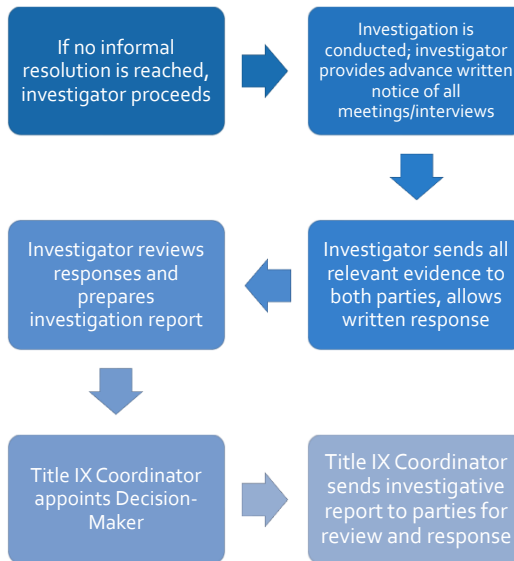 If no informal
resolution is reached,
investigator proceeds
Investigation is
conducted; investigator
provides advance written
notice of all
meetings/interviews
Investigator sends all
relevant evidence to
both parties, allows
written response
Investigator reviews
responses and
prepares
investigation report
Title IX Coordinator
appoints Decision-
Maker
Title IX Coordinator
sends investigative
report to parties for
review and response